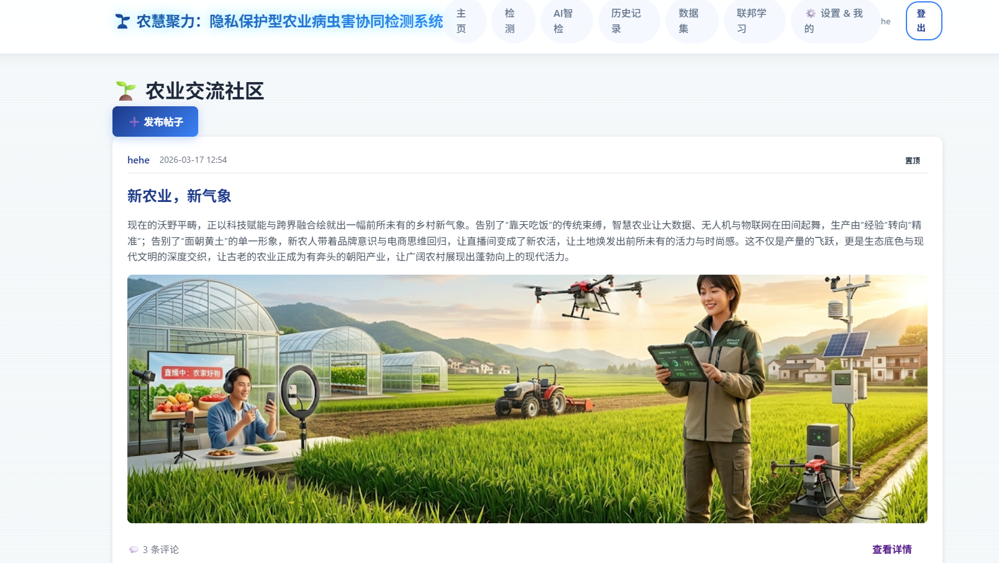 农慧聚力：隐私保护型农业病虫害协同检测系统
主页
检测
AI智检
历史记录
数据集
联邦学习
设置 & 我的
he
登出
农业交流社区
发布帖子
hehe 2026-03-17 12:54
置顶
新农业，新气象
现在的沃野平畴，正以科技赋能与跨界融合绘就出一幅前所未有的乡村新气象。告别了“靠天吃饭”的传统束缚，智慧农业让大数据、无人机与物联网在田间起舞，生产由“经验”转向“精
准”；告别了“面朝黄土”的单一形象，新农人带着品牌意识与电商思维回归，让直播间变成了新农活，让土地焕发出前所未有的活力与时尚感。这不仅是产量的飞跃，更是生态底色与现
代文明的深度交织，让古老的农业正成为有奔头的朝阳产业，让广阔农村展现出蓬勃向上的现代活力。
直播中：农家好物
3 条评论
查看详情